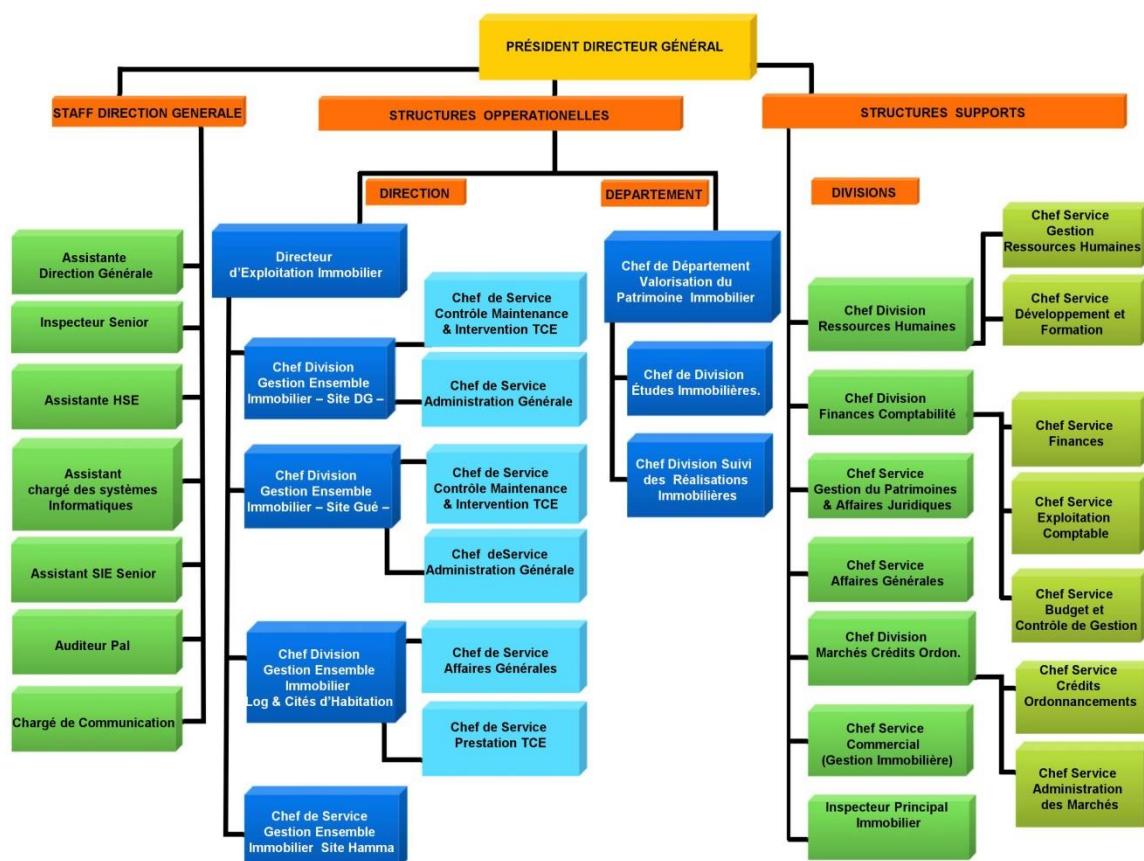 PRÉSIDENT DIRECTEUR GÉNÉRAL
STAFF DIRECTION GENERALE
STRUCTURES OPPERATIONELLES
STRUCTURES SUPPORTS
DIRECTION
DEPARTEMENT
DIVISIONS
Assistante
Direction Générale
Inspecteur Senior
Assistante HSE
Assistant
chargé des systèmes
Informatiques
Assistant SIE Senior
Auditeur Pal
Chargé de Communication
Directeur
d'Exploitation Immobilier
Chef Division
Gestion Ensemble
Immobilier – Site DG –
Chef de Service
Contrôle Maintenance
& Intervention TCE
Chef de Service
Administration Générale
Chef Division
Gestion Ensemble
Immobilier – Site Gué –
Chef de Service
Contrôle Maintenance
& Intervention TCE
Chef deService
Administration Générale
Chef Division
Gestion Ensemble
Immobilier
Log & Cités d'Habitation
Chef de Service
Affaires Générales
Chef de Service
Prestation TCE
Chef de Service
Gestion Ensemble
Immobilier Site Hamma
Chef de Département
Valorisation du
Patrimoine Immobilier
Chef de Division
Études Immobilières.
Chef Division Suivi
des Réalisations
Immobilières
Chef Division
Ressources Humaines
Chef Service
Gestion
Ressources Humaines
Chef Service
Développement et
Formation
Chef Division
Finances Comptabilité
Chef Service
Finances
Chef Service
Exploitation
Comptable
Chef Service
Budget et
Contrôle de Gestion
Chef Service
Gestion du Patrimoines
& Affaires Juridiques
Chef Service
Affaires Générales
Chef Division
Marchés Crédits Ordon.
Chef Service
Crédits
Ordonnancements
Chef Service
Administration
des Marchés
Chef Service
Commercial
(Gestion Immobilière)
Inspecteur Principal
Immobilier